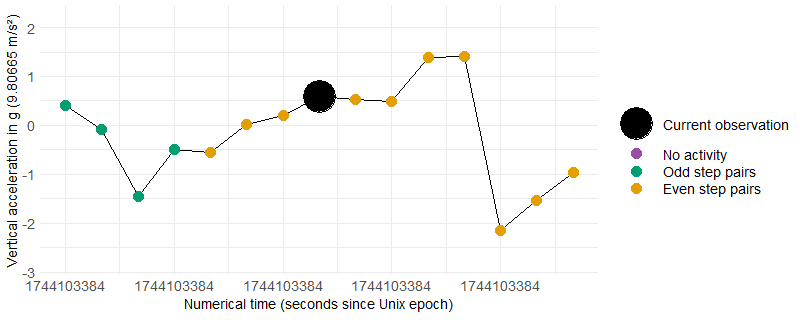 Vertical acceleration in g (9.80665 m/s²)
2
1
0
-1
-2
-3
1744103384 1744103384 1744103384 1744103384 1744103384
Numerical time (seconds since Unix epoch)
Current observation
No activity
Odd step pairs
Even step pairs